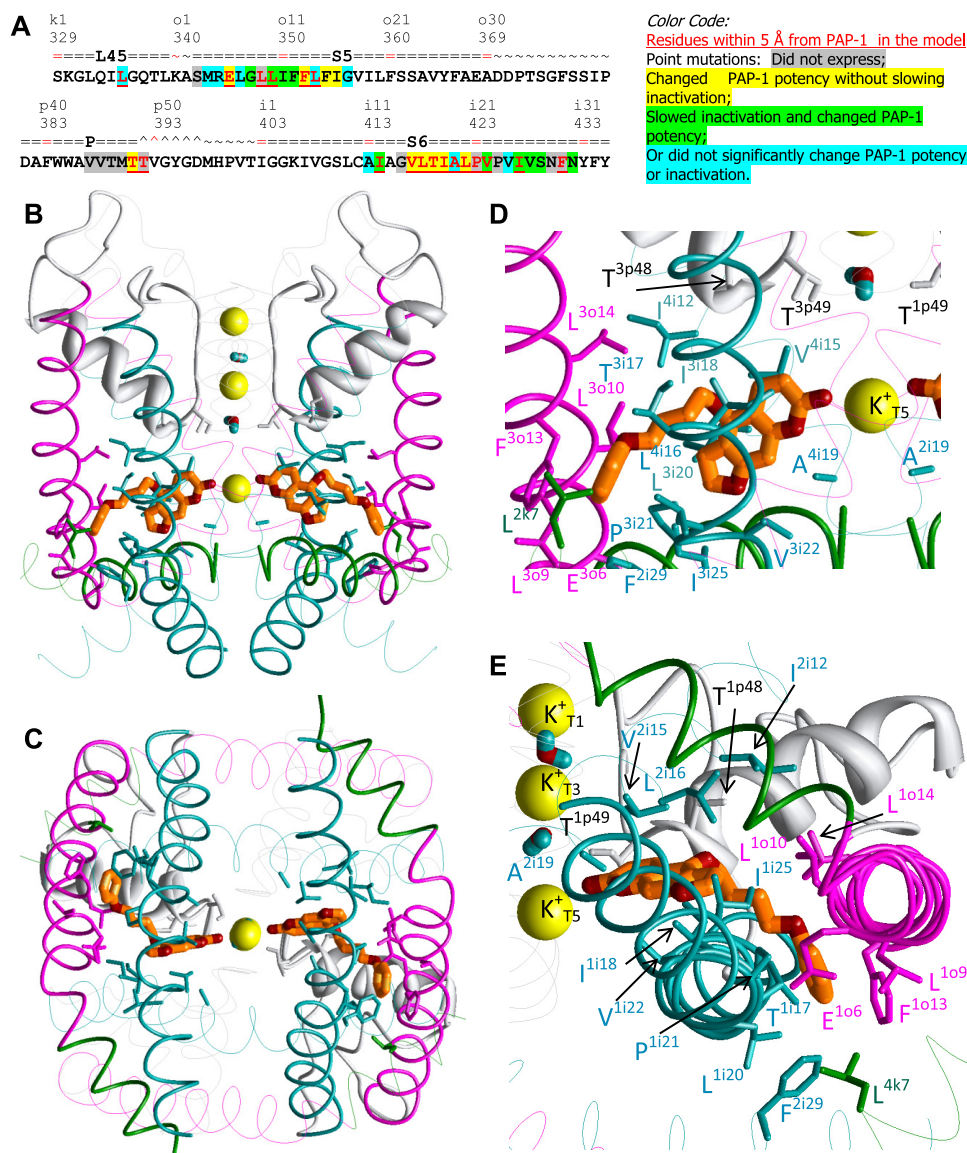 A
k1 o1 o11 o21 o30
329 340 350 359 369
L45 S5
SKGLQILGQTLKASMRELGLLIFFLFIGVILFSSAVYFAEADDPTSGFSSIP
p40 p50 i1 i11 p121 i31
383 393 403 413 423 433
P S6
DAFWWAVVTMTTVGYGDMHPVTIGGKIVGSLCAIAGVLTIALPVPVIVSNFNYFY
Color Code:
Residues within 5 Å from PAP-1 in the model
Point mutations: Did not express;
Changed PAP-1 potency without slowing
inactivation;
Slowed inactivation and changed PAP-1
potency;
Or did not significantly change PAP-1 potency
or inactivation.
B
C
D
T3p48
T3p49
T1p49
I4i12
L3o14
T3i17
I3i18
V4i15
L3o10
K+T5
F3o13
L4i16
A4i19
A2i19
L3i20
L2k7
P3i21
V3i22
L3o9
E3o6
F2i29
I3i25
E
I2i12
T1p48
K+T1
V2i15
L2i16
K+T3
L1o14
T1p49
L1o10
A2i19
I1i25
K+T5
I1i18
L1o9
V1i22
T1i17
E1o6
F1o13
P1i21
L1i20
L4k7
F2i29